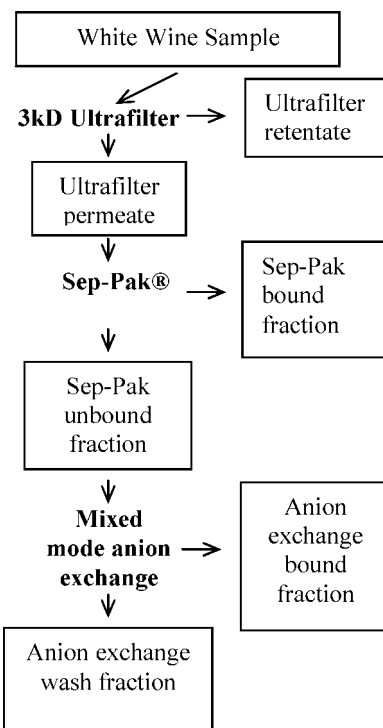 White Wine Sample
3kD Ultrafilter
Ultrafilter
retentate
Ultrafilter
permeate
Sep-Pak®
Sep-Pak
bound
fraction
Sep-Pak
unbound
fraction
Mixed
mode anion
exchange
Anion
exchange
bound
fraction
Anion exchange
wash fraction